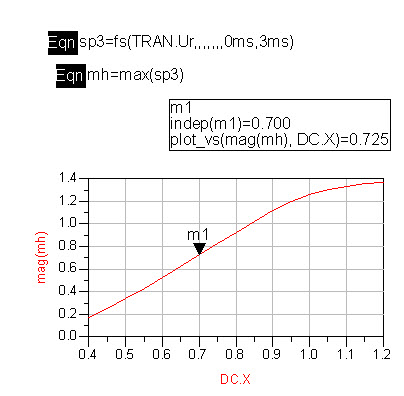 Eqn sp3=fs(TRAN.Ur,,,,,,,0ms,3ms)
Eqn mh=max(sp3)
m1
indep(m1)=0.700
plot_vs(mag(mh), DC.X)=0.725
1.4
1.2
1.0
0.8
0.6
0.4
0.2
0.0
mag(mh)
m1
0.4 0.5 0.6 0.7 0.8 0.9 1.0 1.1 1.2
DC.X